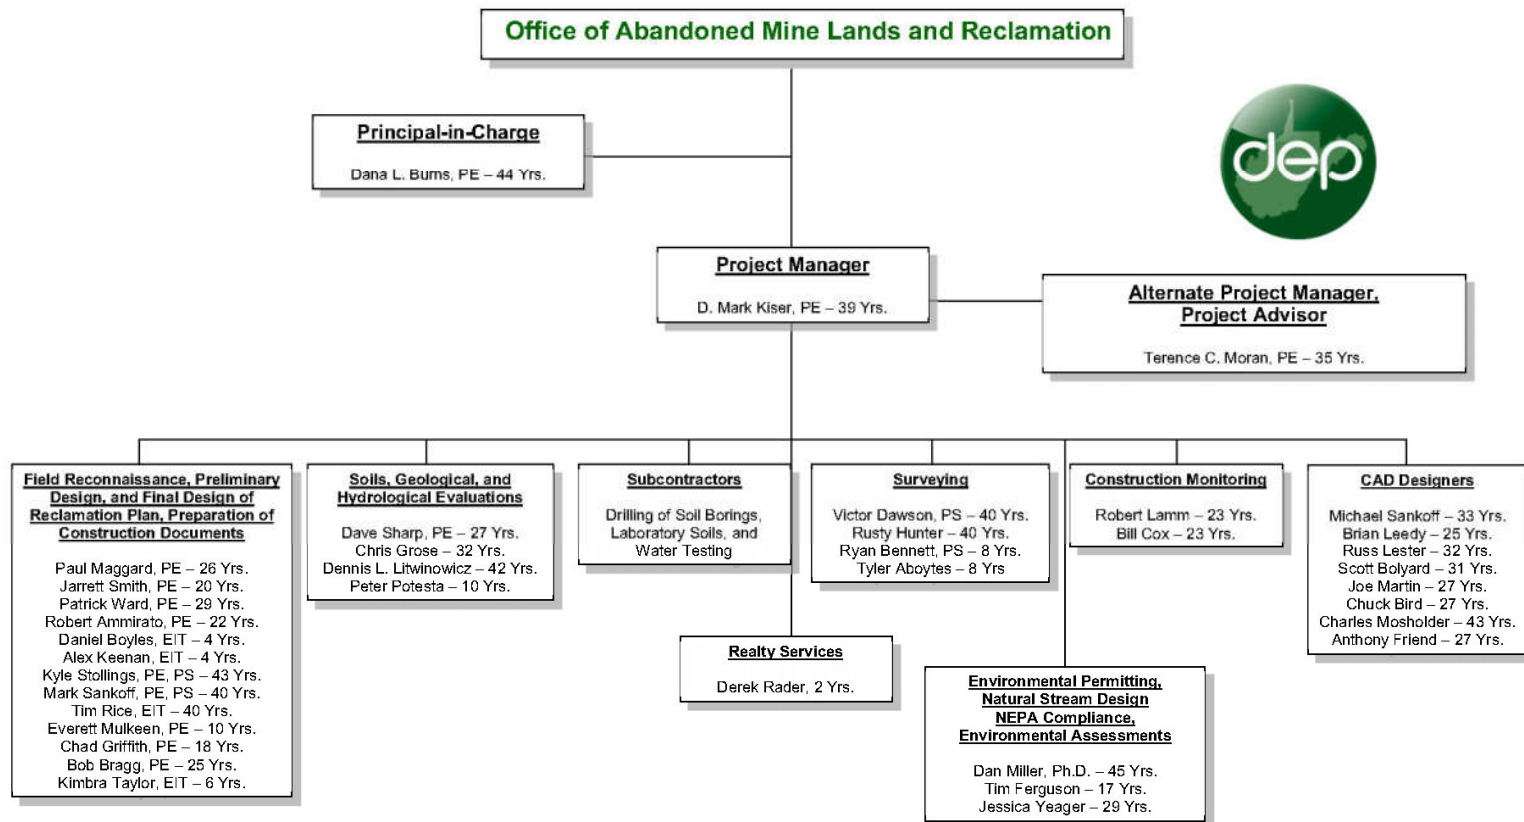 Office of Abandoned Mine Lands and Reclamation
Principal-in-Charge
Dana L. Burns, PE – 44 Yrs.
dep
Project Manager
D. Mark Kiser, PE – 39 Yrs.
Alternate Project Manager,
Project Advisor
Terence C. Moran, PE – 35 Yrs.
Field Reconnaissance, Preliminary
Design, and Final Design of
Reclamation Plan, Preparation of
Construction Documents
Paul Maggard, PE – 26 Yrs.
Jarrett Smith, PE – 20 Yrs.
Patrick Ward, PE – 29 Yrs.
Robert Ammirato, PE – 22 Yrs.
Daniel Boyles, EIT – 4 Yrs.
Alex Keenan, EIT – 4 Yrs.
Kyle Stollings, PE, PS – 43 Yrs.
Mark Sankoff, PE, PS – 40 Yrs.
Tim Rice, EIT – 40 Yrs.
Everett Mulkeen, PE – 10 Yrs.
Chad Griffith, PE – 18 Yrs.
Bob Bragg, PE – 25 Yrs.
Kimbra Taylor, EIT – 6 Yrs.
Soils, Geological, and
Hydrological Evaluations
Dave Sharp, PE – 27 Yrs.
Chris Grose – 32 Yrs.
Dennis L. Litwinowicz – 42 Yrs.
Peter Potesta – 10 Yrs.
Subcontractors
Drilling of Soil Borings,
Laboratory Soils, and
Water Testing
Surveying
Victor Dawson, PS – 40 Yrs.
Rusty Hunter – 40 Yrs.
Ryan Bennett, PS – 8 Yrs.
Tyler Aboytes – 8 Yrs
Construction Monitoring
Robert Lamm – 23 Yrs.
Bill Cox – 23 Yrs.
CAD Designers
Michael Sankoff – 33 Yrs.
Brian Leedy – 25 Yrs.
Russ Lester – 32 Yrs.
Scott Bolyard – 31 Yrs.
Joe Martin – 27 Yrs.
Chuck Bird – 27 Yrs.
Charles Mosholder – 43 Yrs.
Anthony Friend – 27 Yrs.
Realty Services
Derek Rader, 2 Yrs.
Environmental Permitting,
Natural Stream Design
NEPA Compliance,
Environmental Assessments
Dan Miller, Ph.D. – 45 Yrs.
Tim Ferguson – 17 Yrs.
Jessica Yeager – 29 Yrs.